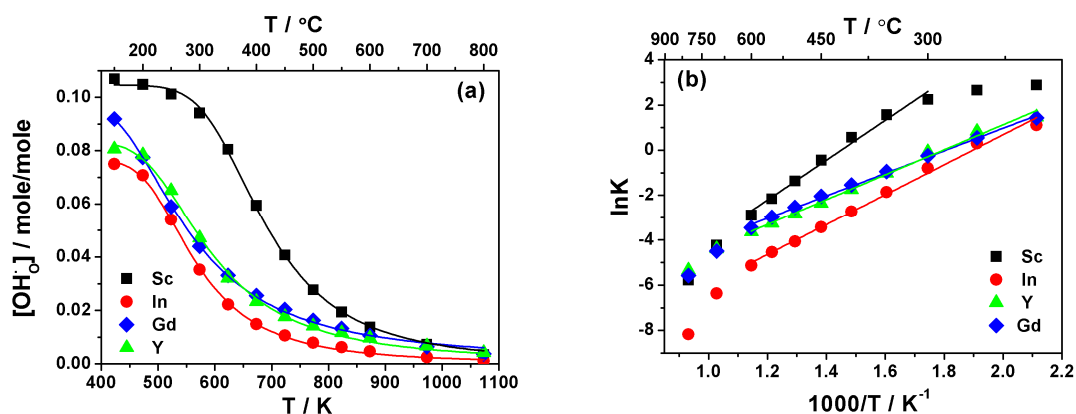 T / °C
100 200 300 400 500 600 700 800
(a)
[OH·O] / mole/mole
0.10
0.08
0.06
0.04
0.02
0.00
Sc
In
Gd
Y
400 500 600 700 800 900 1000 1100
T / K
T / °C
900 750 600 450 300
(b)
lnK
4
2
0
-2
-4
-6
-8
Sc
In
Y
Gd
1.0 1.2 1.4 1.6 1.8 2.0 2.2
1000/T / K⁻¹